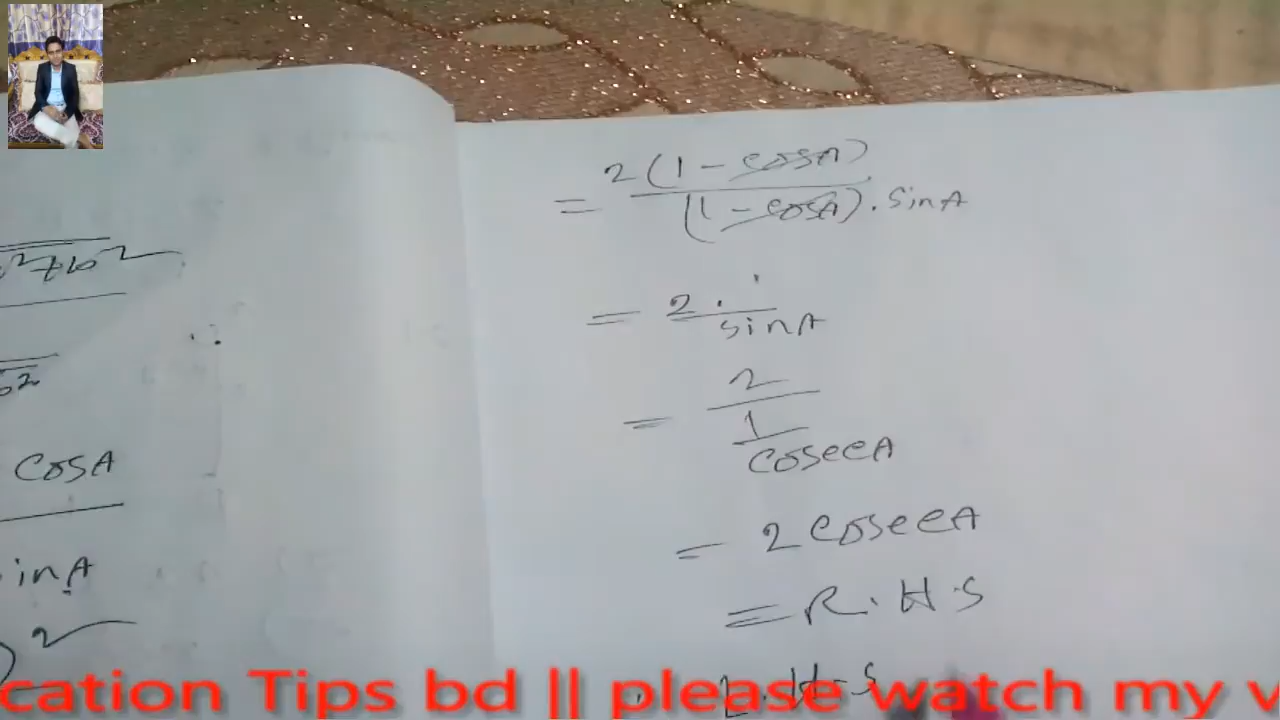 cosA
inA
= 2(1 - cosA) / (1 - cosA) . sinA
= 2 . / sinA
= 2 / 1 / cosecA
= 2 cosecA
= R.H.S
cation Tips bd || please watch my v